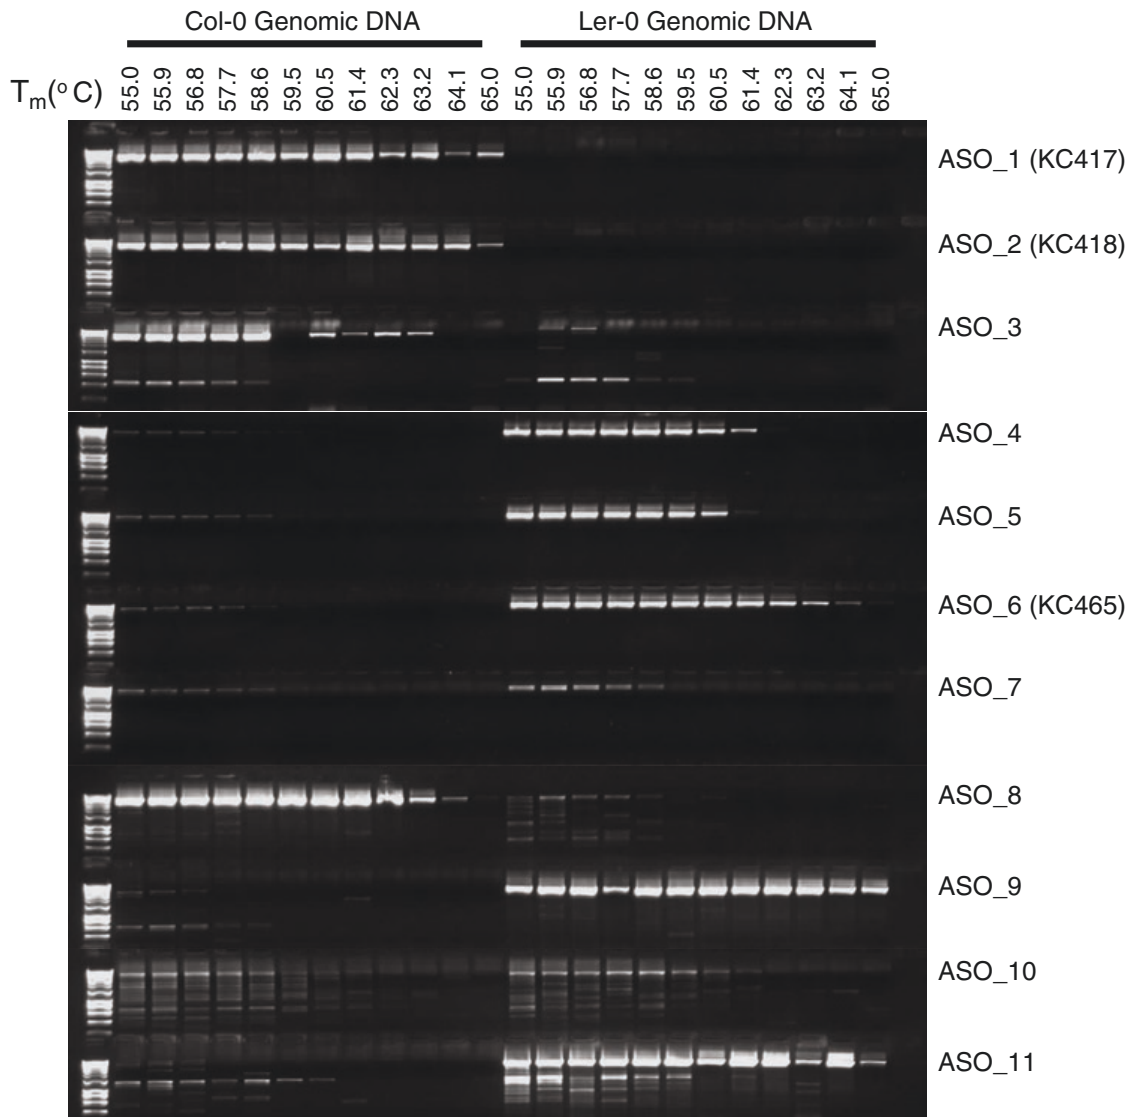 Col-0 Genomic DNA Ler-0 Genomic DNA
Tm(° C) 55.0 55.9 56.8 57.7 58.6 59.5 60.5 61.4 62.3 63.2 64.1 65.0 55.0 55.9 56.8 57.7 58.6 59.5 60.5 61.4 62.3 63.2 64.1 65.0
ASO_1 (KC417)
ASO_2 (KC418)
ASO_3
ASO_4
ASO_5
ASO_6 (KC465)
ASO_7
ASO_8
ASO_9
ASO_10
ASO_11